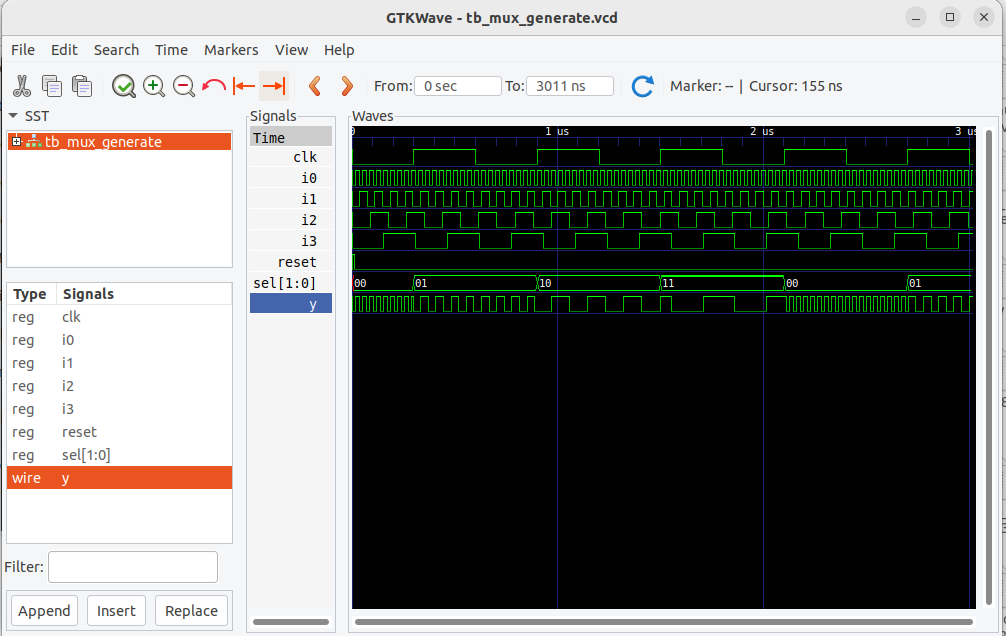 GTKWave - tb_mux_generate.vcd
File Edit Search Time Markers View Help
From: 0 sec To: 3011 ns Marker: -- | Cursor: 155 ns
SST
tb_mux_generate
Type Signals
reg clk
reg i0
reg i1
reg i2
reg i3
reg reset
reg sel[1:0]
wire y
Filter:
Append Insert Replace
Signals
Time
clk
i0
i1
i2
i3
reset
sel[1:0]
y
Waves
0 1 us 2 us 3 us
00 01 10 11 00 01